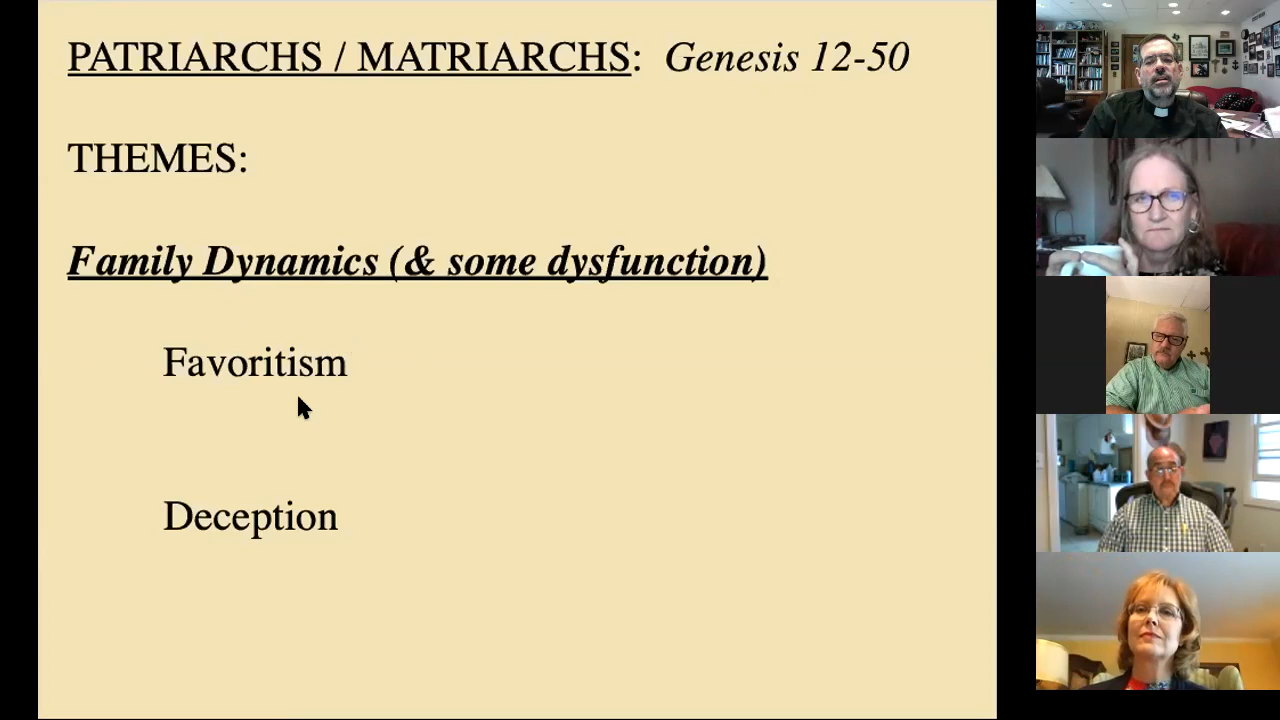 PATRIARCHS / MATRIARCHS: Genesis 12-50
THEMES:
Family Dynamics (& some dysfunction)
Favoritism
Deception